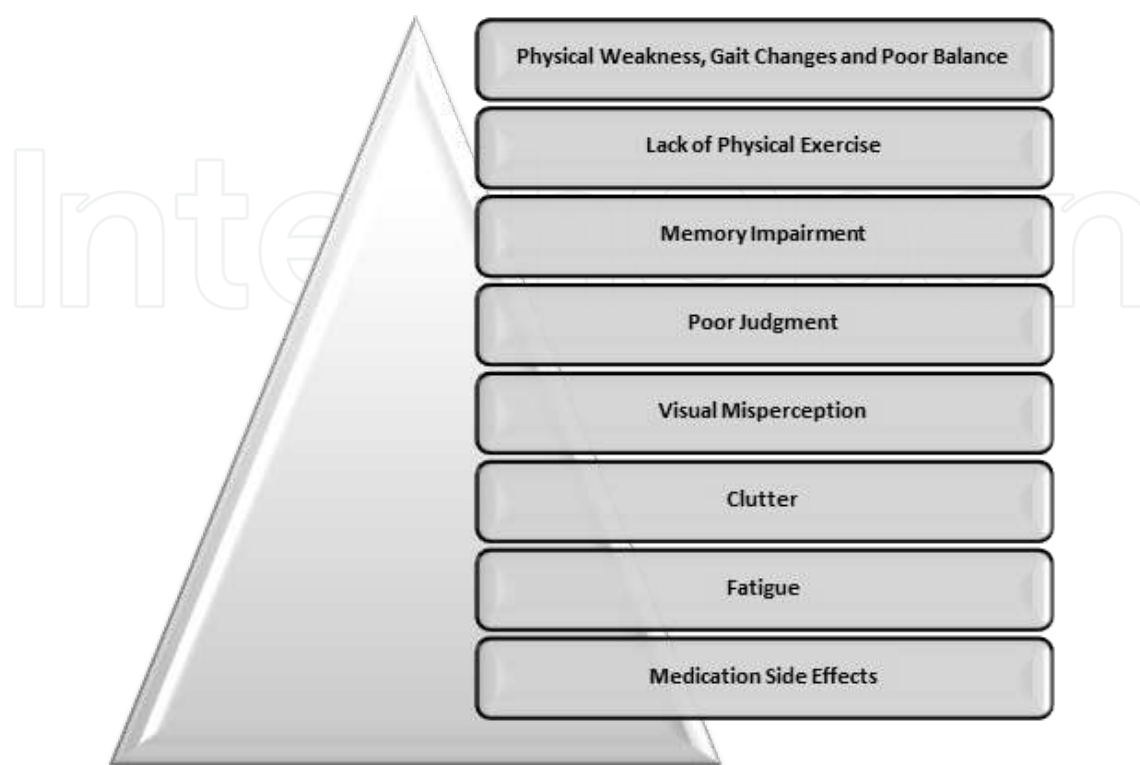 Physical Weakness, Gait Changes and Poor Balance
Lack of Physical Exercise
Memory Impairment
Poor Judgment
Visual Misperception
Clutter
Fatigue
Medication Side Effects